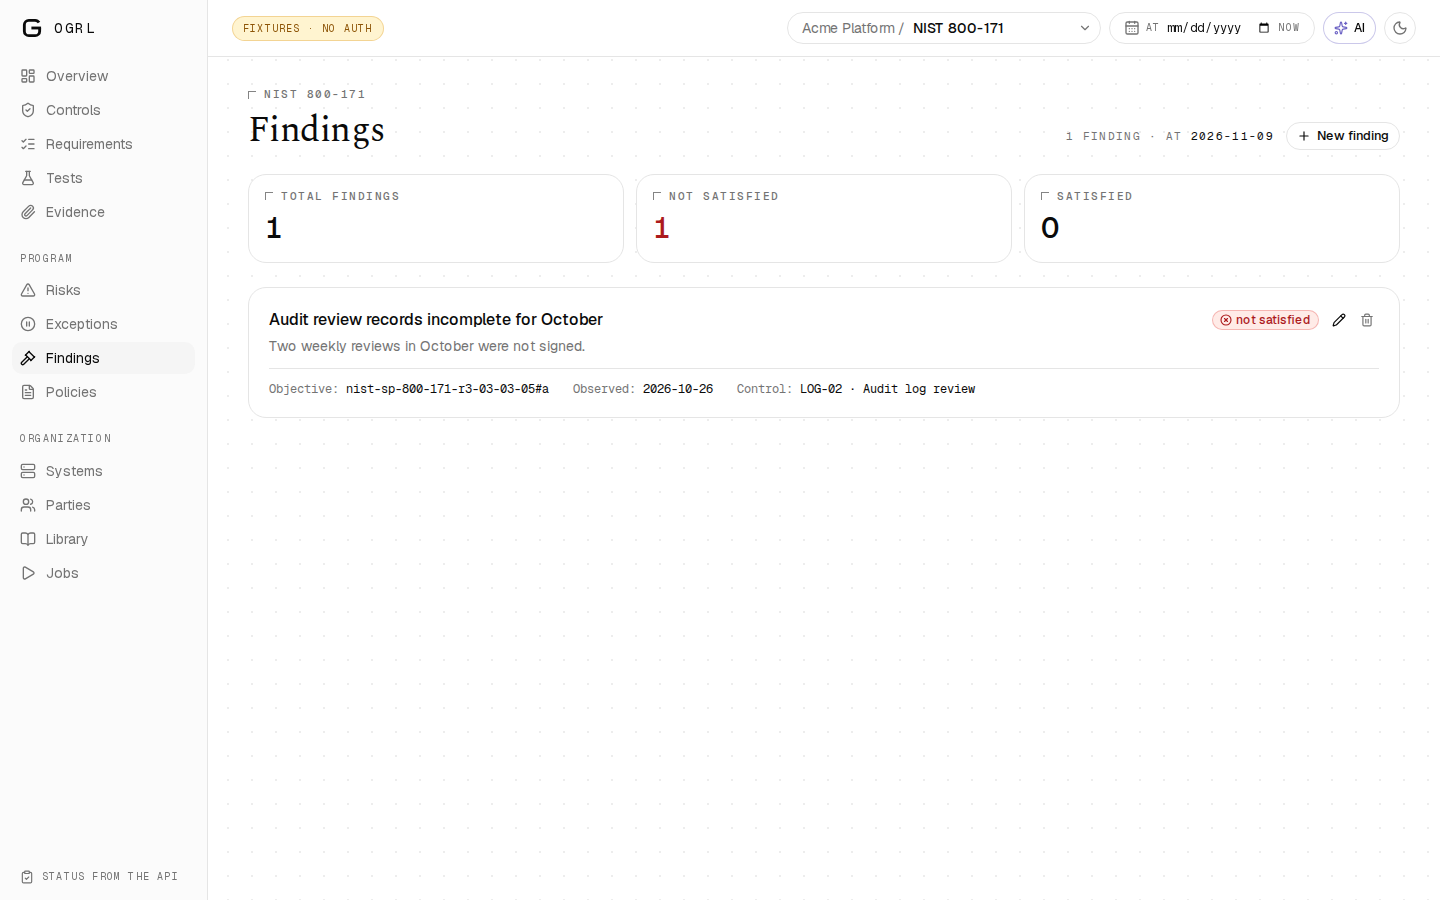 OGRL
FIXTURES · NO AUTH
Acme Platform / NIST 800-171
AT mm/dd/yyyy NOW
AI
Overview
Controls
Requirements
Tests
Evidence
PROGRAM
Risks
Exceptions
Findings
Policies
ORGANIZATION
Systems
Parties
Library
Jobs
STATUS FROM THE API
NIST 800-171
Findings
1 FINDING · AT 2026-11-09
New finding
TOTAL FINDINGS
1
NOT SATISFIED
1
SATISFIED
0
Audit review records incomplete for October
not satisfied
Two weekly reviews in October were not signed.
Objective: nist-sp-800-171-r3-03-03-05#a Observed: 2026-10-26 Control: LOG-02 · Audit log review